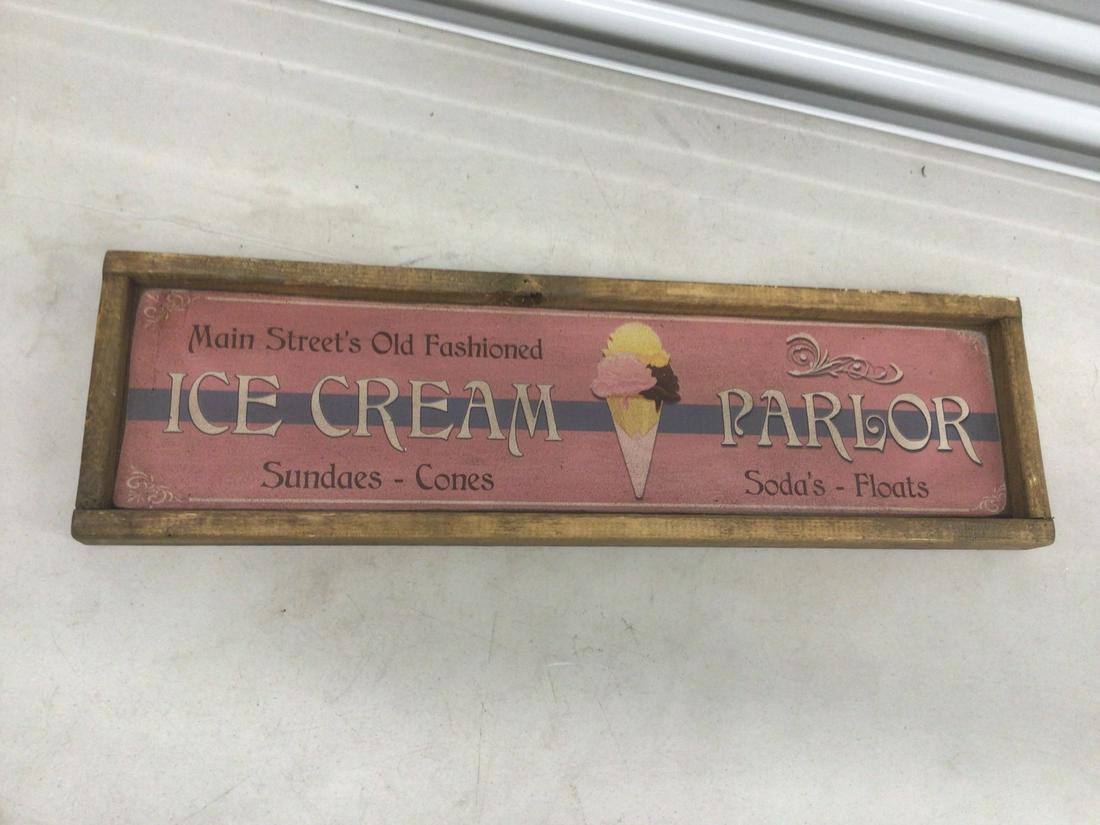 Main Street's Old Fashioned
ICE CREAM PARLOR
Sundaes - Cones
Soda's - Floats